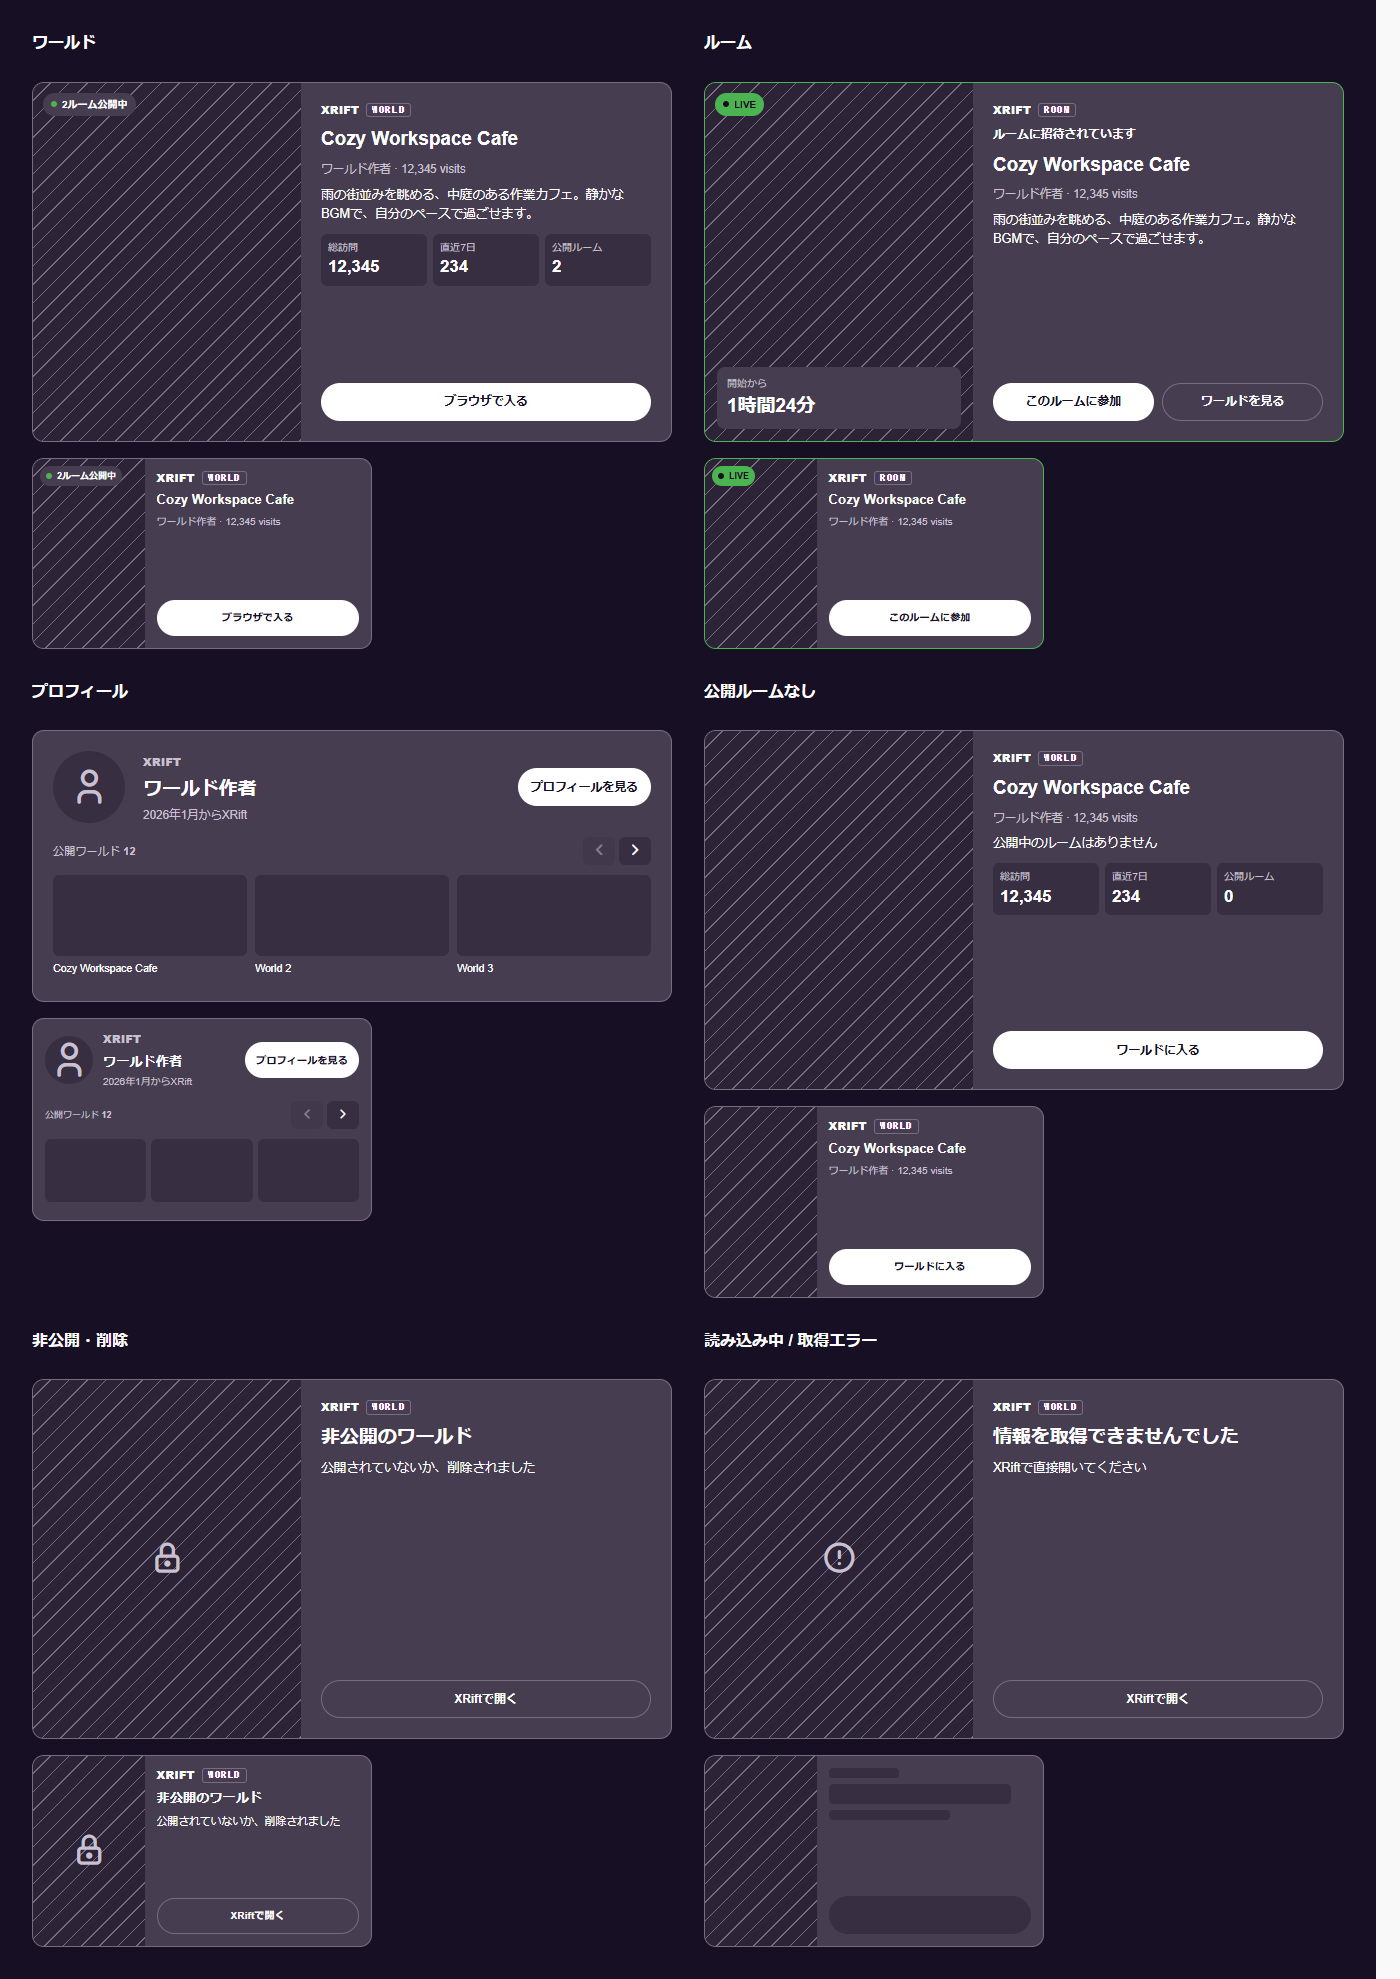 ワールド
2ルーム公開中
XRIFT WORLD
Cozy Workspace Cafe
ワールド作者 · 12,345 visits
雨の街並みを眺める、中庭のある作業カフェ。静かな
BGMで、自分のペースで過ごせます。
総訪問 直近7日 公開ルーム
12,345 234 2
ブラウザで入る
2ルーム公開中
XRIFT WORLD
Cozy Workspace Cafe
ワールド作者 · 12,345 visits
ブラウザで入る
ルーム
LIVE
XRIFT ROOM
ルームに招待されています
Cozy Workspace Cafe
ワールド作者 · 12,345 visits
雨の街並みを眺める、中庭のある作業カフェ。静かな
BGMで、自分のペースで過ごせます。
開始から
1時間24分
このルームに参加 ワールドを見る
LIVE
XRIFT ROOM
Cozy Workspace Cafe
ワールド作者 · 12,345 visits
このルームに参加
プロフィール
XRIFT
ワールド作者
2026年1月からXRift
プロフィールを見る
公開ワールド 12
Cozy Workspace Cafe World 2 World 3
XRIFT
ワールド作者
2026年1月からXRift
プロフィールを見る
公開ワールド 12
公開ルームなし
XRIFT WORLD
Cozy Workspace Cafe
ワールド作者 · 12,345 visits
公開中のルームはありません
総訪問 直近7日 公開ルーム
12,345 234 0
ワールドに入る
XRIFT WORLD
Cozy Workspace Cafe
ワールド作者 · 12,345 visits
ワールドに入る
非公開・削除
XRIFT WORLD
非公開のワールド
公開されていないか、削除されました
XRiftで開く
XRIFT WORLD
非公開のワールド
公開されていないか、削除されました
XRiftで開く
読み込み中 / 取得エラー
XRIFT WORLD
情報を取得できませんでした
XRiftで直接開いてください
XRiftで開く